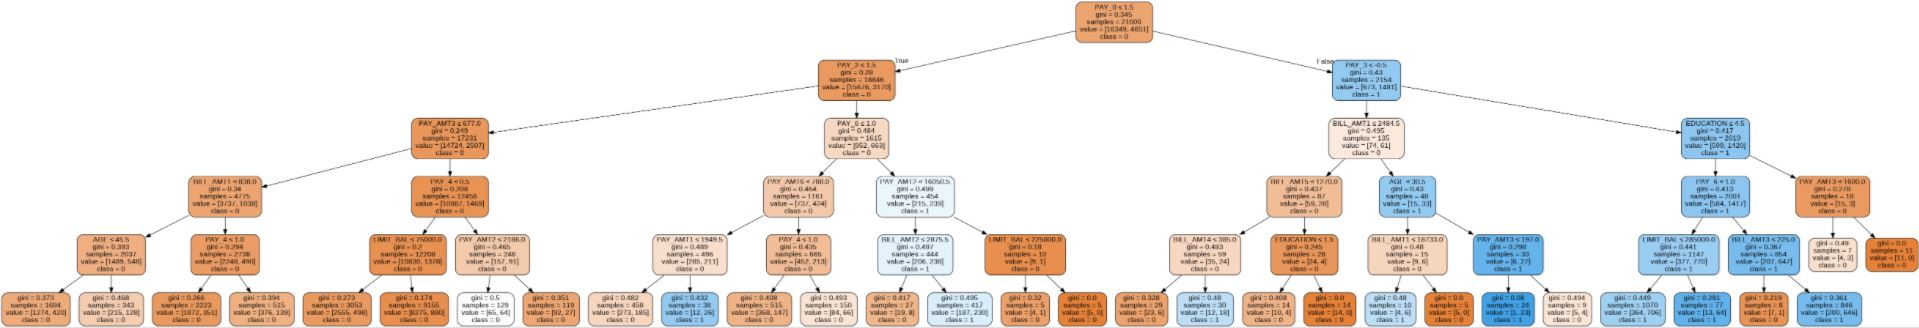 PAY_0 ≤ 1.5
gini = 0.345
samples = 21000
value = [16349, 4651]
class = 0
True
False
PAY_2 ≤ 1.5
gini = 0.28
samples = 18846
value = [15676, 3170]
class = 0
PAY_3 ≤ -0.5
gini = 0.43
samples = 2154
value = [673, 1481]
class = 1
PAY_AMT3 ≤ 677.0
gini = 0.249
samples = 17231
value = [14724, 2507]
class = 0
PAY_6 ≤ 1.0
gini = 0.484
samples = 1615
value = [952, 663]
class = 0
BILL_AMT1 ≤ 2484.5
gini = 0.495
samples = 135
value = [74, 61]
class = 0
EDUCATION ≤ 4.5
gini = 0.417
samples = 2019
value = [599, 1420]
class = 1
BILL_AMT1 ≤ 838.0
gini = 0.34
samples = 4775
value = [3737, 1038]
class = 0
PAY_4 ≤ 0.5
gini = 0.208
samples = 12456
value = [10987, 1469]
class = 0
PAY_AMT6 ≤ 788.0
gini = 0.464
samples = 1161
value = [737, 424]
class = 0
PAY_AMT2 ≤ 16050.5
gini = 0.499
samples = 454
value = [215, 239]
class = 1
BILL_AMT5 ≤ 1270.0
gini = 0.437
samples = 87
value = [59, 28]
class = 0
AGE ≤ 30.5
gini = 0.43
samples = 48
value = [15, 33]
class = 1
PAY_6 ≤ 1.0
gini = 0.413
samples = 2001
value = [584, 1417]
class = 1
PAY_AMT3 ≤ 1600.0
gini = 0.278
samples = 18
value = [15, 3]
class = 0
AGE ≤ 45.5
gini = 0.393
samples = 2037
value = [1489, 548]
class = 0
PAY_4 ≤ 1.0
gini = 0.294
samples = 2738
value = [2248, 490]
class = 0
LIMIT_BAL ≤ 75000.0
gini = 0.2
samples = 12208
value = [10830, 1378]
class = 0
PAY_AMT2 ≤ 2186.0
gini = 0.465
samples = 248
value = [157, 91]
class = 0
PAY_AMT1 ≤ 1949.5
gini = 0.489
samples = 496
value = [285, 211]
class = 0
PAY_4 ≤ 1.0
gini = 0.435
samples = 665
value = [452, 213]
class = 0
BILL_AMT2 ≤ 2875.5
gini = 0.497
samples = 444
value = [206, 238]
class = 1
LIMIT_BAL ≤ 225000.0
gini = 0.18
samples = 10
value = [9, 1]
class = 0
BILL_AMT4 ≤ 385.0
gini = 0.483
samples = 59
value = [35, 24]
class = 0
EDUCATION ≤ 1.5
gini = 0.245
samples = 28
value = [24, 4]
class = 0
BILL_AMT1 ≤ 18733.0
gini = 0.48
samples = 15
value = [9, 6]
class = 0
PAY_AMT3 ≤ 197.0
gini = 0.298
samples = 33
value = [6, 27]
class = 1
LIMIT_BAL ≤ 285000.0
gini = 0.441
samples = 1147
value = [377, 770]
class = 1
BILL_AMT3 ≤ 225.0
gini = 0.367
samples = 854
value = [207, 647]
class = 1
gini = 0.49
samples = 7
value = [4, 3]
class = 0
gini = 0.0
samples = 11
value = [11, 0]
class = 0
gini = 0.373
samples = 1694
value = [1274, 420]
class = 0
gini = 0.468
samples = 343
value = [215, 128]
class = 0
gini = 0.266
samples = 2223
value = [1872, 351]
class = 0
gini = 0.394
samples = 515
value = [376, 139]
class = 0
gini = 0.273
samples = 3053
value = [2555, 498]
class = 0
gini = 0.174
samples = 9155
value = [8275, 880]
class = 0
gini = 0.5
samples = 129
value = [65, 64]
class = 0
gini = 0.351
samples = 119
value = [92, 27]
class = 0
gini = 0.482
samples = 458
value = [273, 185]
class = 0
gini = 0.432
samples = 38
value = [12, 26]
class = 1
gini = 0.408
samples = 515
value = [368, 147]
class = 0
gini = 0.493
samples = 150
value = [84, 66]
class = 0
gini = 0.417
samples = 27
value = [19, 8]
class = 0
gini = 0.495
samples = 417
value = [187, 230]
class = 1
gini = 0.32
samples = 5
value = [4, 1]
class = 0
gini = 0.0
samples = 5
value = [5, 0]
class = 0
gini = 0.328
samples = 29
value = [23, 6]
class = 0
gini = 0.48
samples = 30
value = [12, 18]
class = 1
gini = 0.408
samples = 14
value = [10, 4]
class = 0
gini = 0.0
samples = 14
value = [14, 0]
class = 0
gini = 0.48
samples = 10
value = [4, 6]
class = 1
gini = 0.0
samples = 5
value = [5, 0]
class = 0
gini = 0.08
samples = 24
value = [1, 23]
class = 1
gini = 0.494
samples = 9
value = [5, 4]
class = 0
gini = 0.449
samples = 1070
value = [364, 706]
class = 1
gini = 0.281
samples = 77
value = [13, 64]
class = 1
gini = 0.219
samples = 8
value = [7, 1]
class = 0
gini = 0.361
samples = 846
value = [200, 646]
class = 1